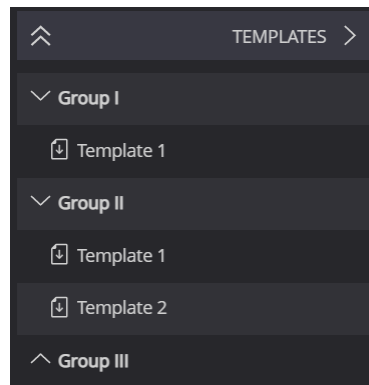 TEMPLATES
Group I
Template 1
Group II
Template 1
Template 2
Group III